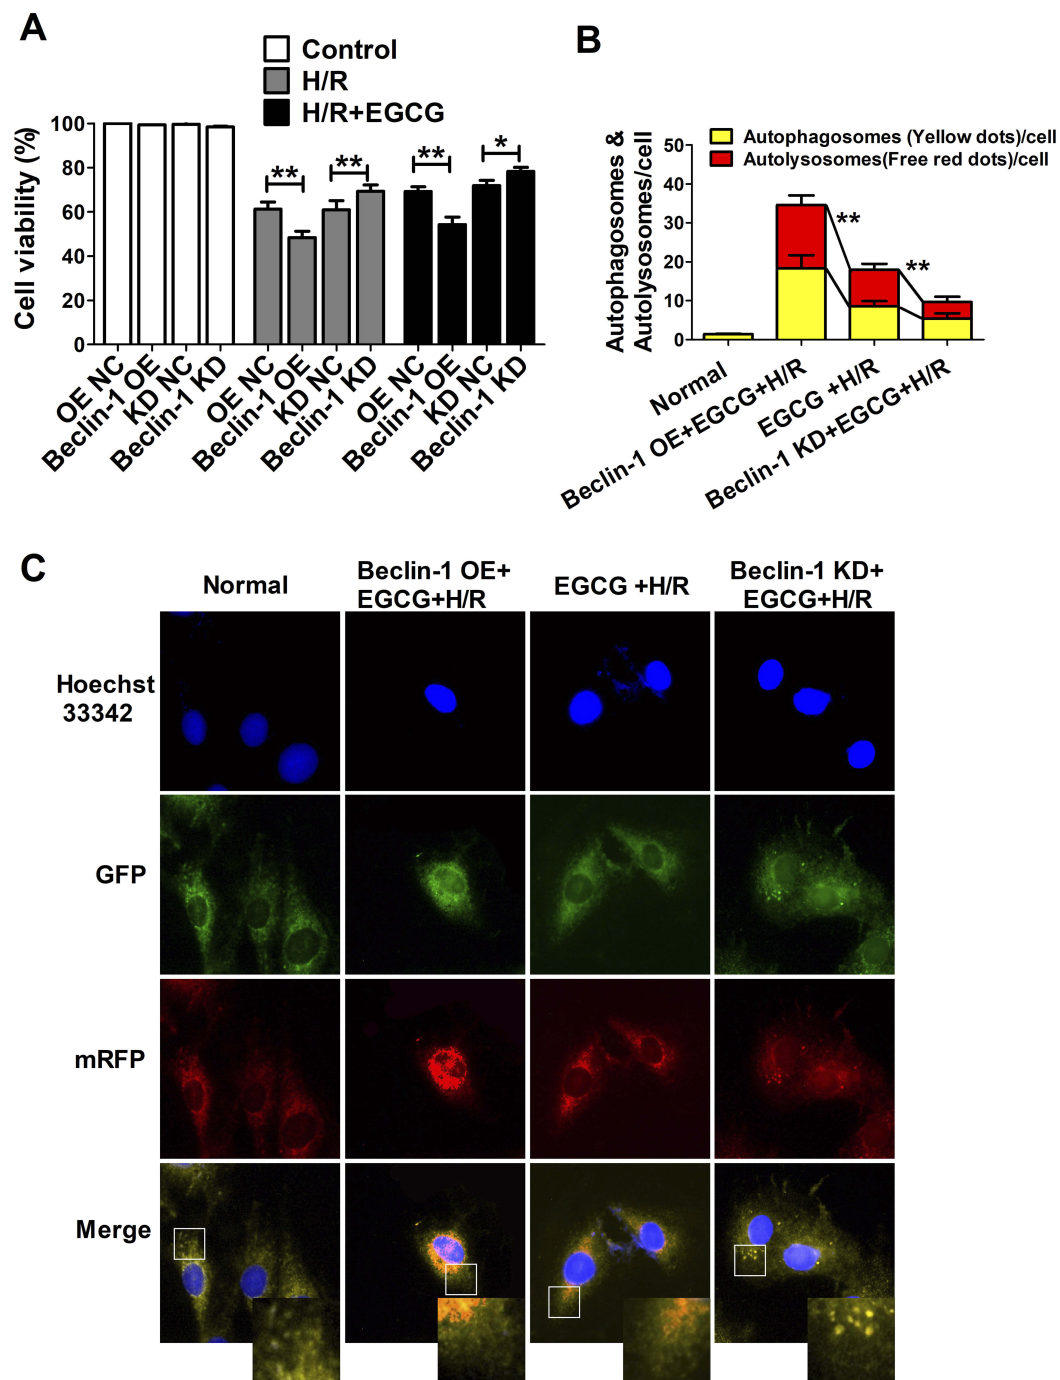 A
Control
H/R
H/R+EGCG
Cell viability (%)
100
80
60
40
20
0
**
**
**
*
OE NC
Beclin-1 OE
KD NC
Beclin-1 KD
OE NC
Beclin-1 OE
KD NC
Beclin-1 KD
OE NC
Beclin-1 OE
KD NC
Beclin-1 KD
B
Autophagosomes (Yellow dots)/cell
Autolysosomes(Free red dots)/cell
Autophagosomes &
Autolysosomes/cell
50
40
30
20
10
0
**
**
Normal
Beclin-1 OE+EGCG+H/R
EGCG +H/R
Beclin-1 KD+EGCG+H/R
C
Normal
Beclin-1 OE+
EGCG+H/R
EGCG +H/R
Beclin-1 KD+
EGCG+H/R
Hoechst
33342
GFP
mRFP
Merge